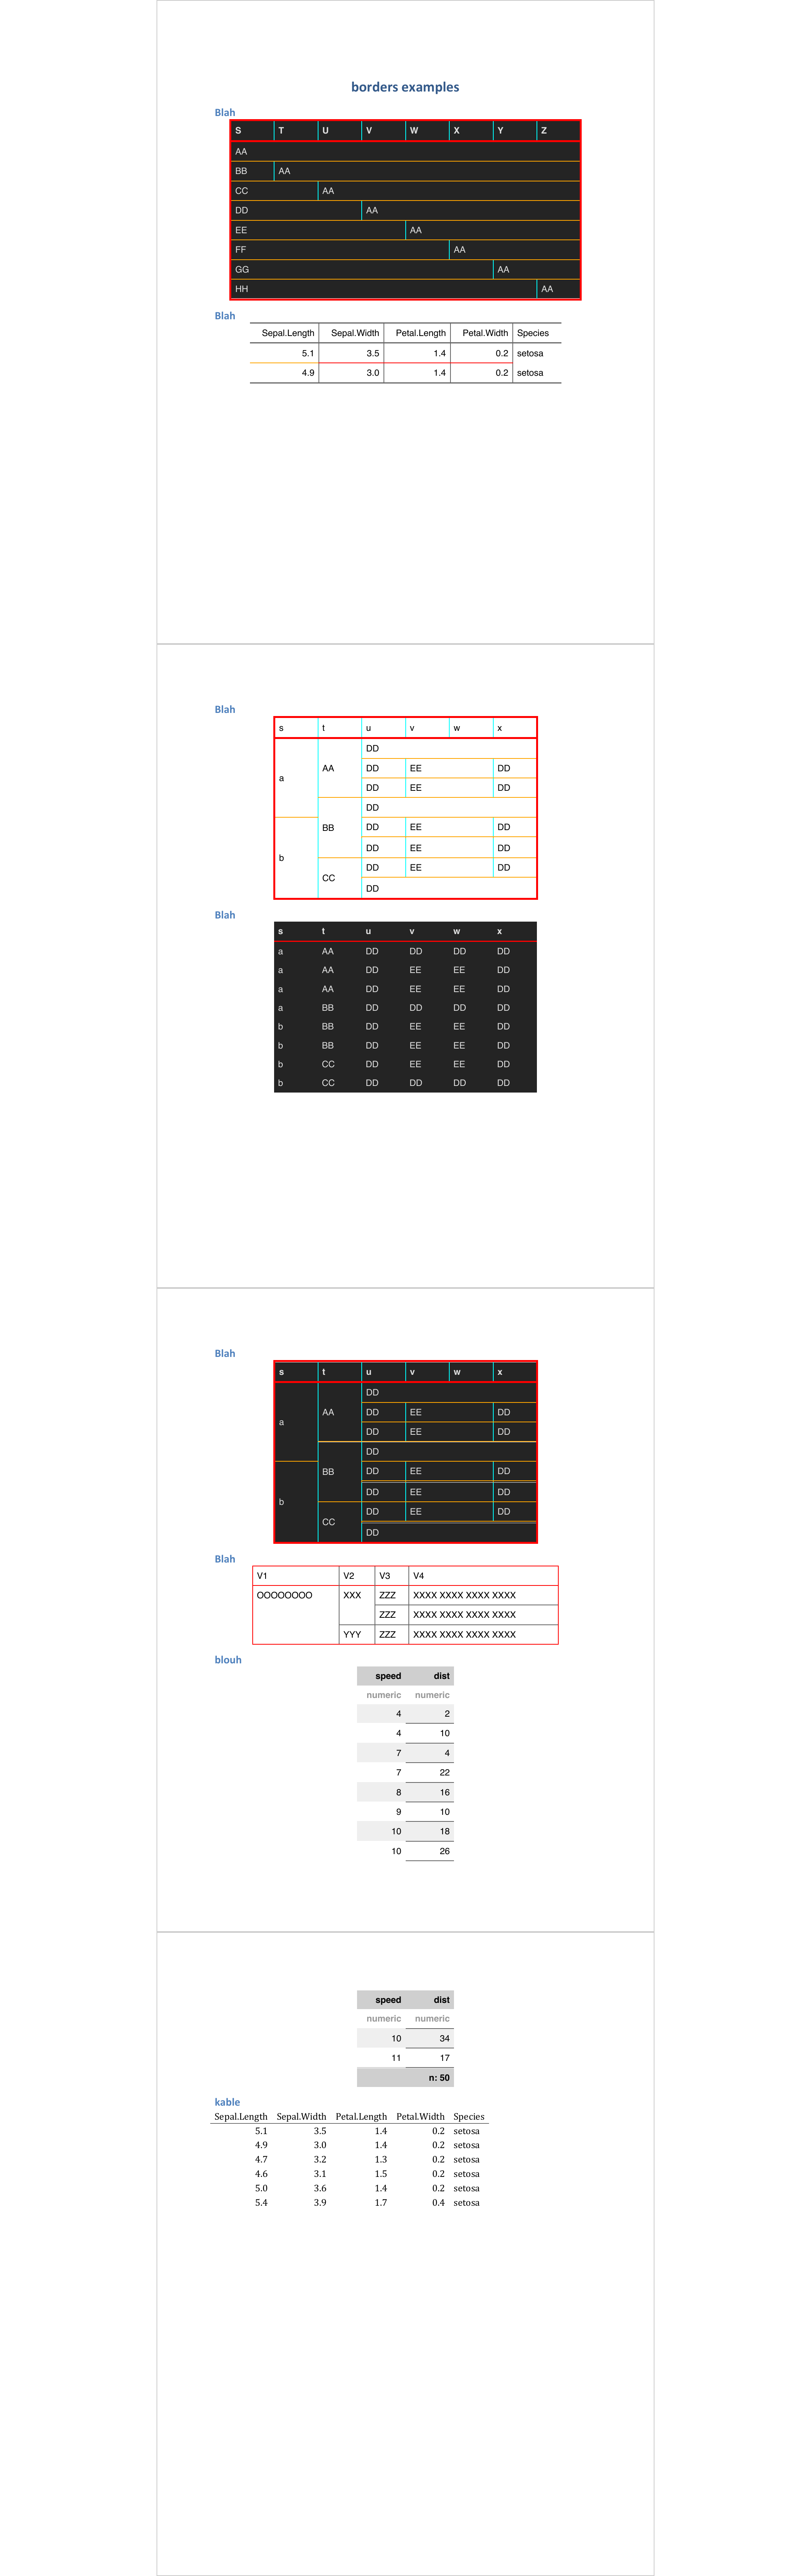 borders examples
Blah
S T U V W X Y Z
AA
BB AA
CC AA
DD AA
EE AA
FF AA
GG AA
HH AA
Blah
Sepal.Length Sepal.Width Petal.Length Petal.Width Species
5.1 3.5 1.4 0.2 setosa
4.9 3.0 1.4 0.2 setosa
Blah
s t u v w x
DD
AA DD EE DD
a
DD EE DD
DD
BB DD EE DD
DD EE DD
b
DD EE DD
CC
DD
Blah
s t u v w x
a AA DD DD DD DD
a AA DD EE EE DD
a AA DD EE EE DD
a BB DD DD DD DD
b BB DD EE EE DD
b BB DD EE EE DD
b CC DD EE EE DD
b CC DD DD DD DD
Blah
s t u v w x
DD
AA DD EE DD
a
DD EE DD
DD
BB DD EE DD
DD EE DD
b
DD EE DD
CC
DD
Blah
V1 V2 V3 V4
OOOOOOOO XXX ZZZ XXXX XXXX XXXX XXXX
ZZZ XXXX XXXX XXXX XXXX
YYY ZZZ XXXX XXXX XXXX XXXX
blouh
speed dist
numeric numeric
4 2
4 10
7 4
7 22
8 16
9 10
10 18
10 26
speed dist
numeric numeric
10 34
11 17
n: 50
kable
Sepal.Length Sepal.Width Petal.Length Petal.Width Species
5.1 3.5 1.4 0.2 setosa
4.9 3.0 1.4 0.2 setosa
4.7 3.2 1.3 0.2 setosa
4.6 3.1 1.5 0.2 setosa
5.0 3.6 1.4 0.2 setosa
5.4 3.9 1.7 0.4 setosa